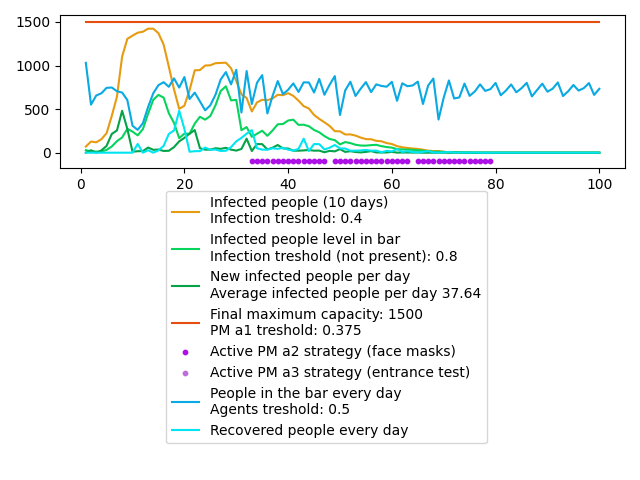 1500
1000
500
0
0 20 40 60 80 100
Infected people (10 days)
Infection treshold: 0.4
Infected people level in bar
Infection treshold (not present): 0.8
New infected people per day
Average infected people per day 37.64
Final maximum capacity: 1500
PM a1 treshold: 0.375
Active PM a2 strategy (face masks)
Active PM a3 strategy (entrance test)
People in the bar every day
Agents treshold: 0.5
Recovered people every day